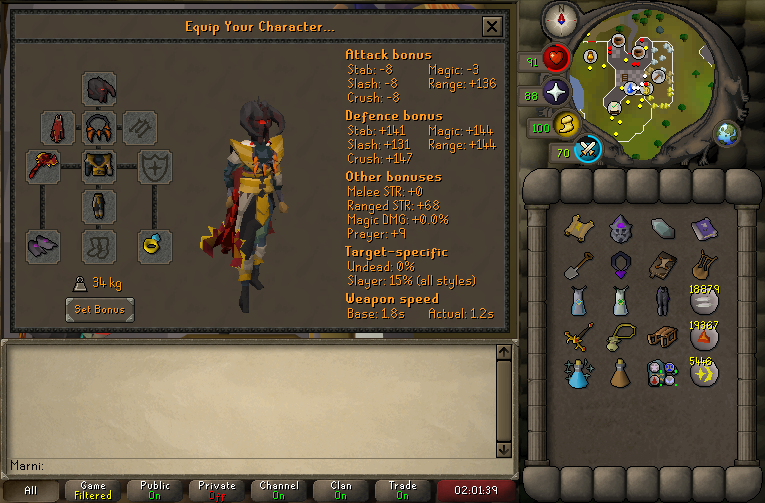 Equip Your Character...
Attack bonus
Stab: -8 Magic: -3
Slash: -8 Range: +136
Crush: -8
Defence bonus
Stab: +141 Magic: +144
Slash: +131 Range: +144
Crush: +147
Other bonuses
Melee STR: +0
Ranged STR: +68
Magic DMG: +0.0%
Prayer: +9
Target-specific
Undead: 0%
Slayer: 15% (all styles)
Weapon speed
Base: 1.8s Actual: 1.2s
34 kg
Set Bonus
91
88
100
70
18879
19367
5446
Marni:
All
Game
Filtered
Public
On
Private
Off
Channel
On
Clan
On
Trade
On
02:01:39